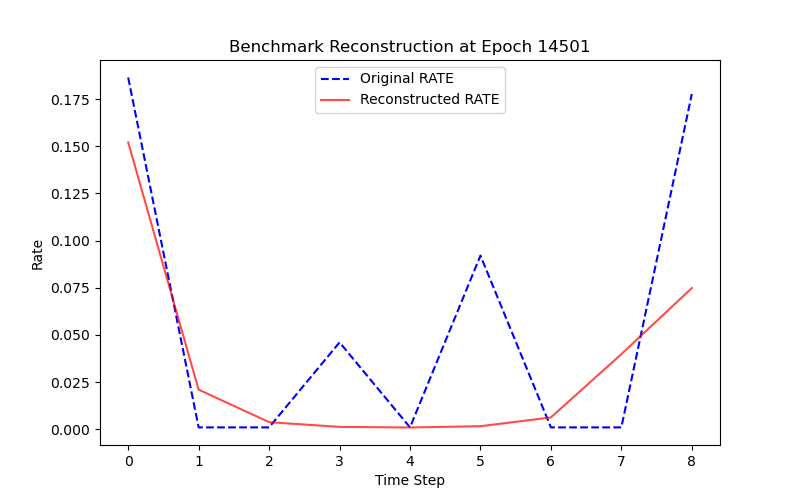 Benchmark Reconstruction at Epoch 14501
Original RATE
Reconstructed RATE
0.175
0.150
0.125
0.100
0.075
0.050
0.025
0.000
Rate
0 1 2 3 4 5 6 7 8
Time Step